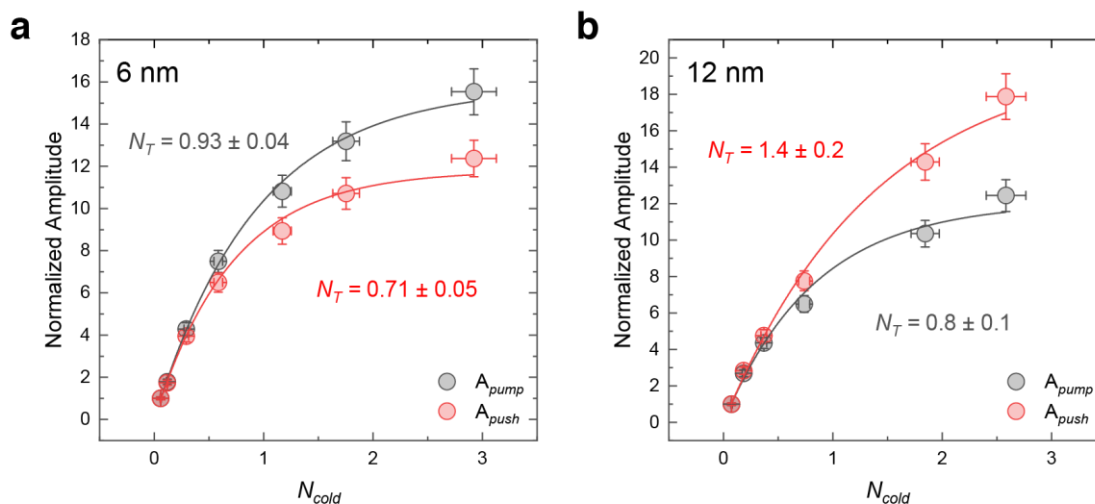 a
6 nm
Normalized Amplitude
16
14
12
10
8
6
4
2
0
N_T = 0.93 ± 0.04
N_T = 0.71 ± 0.05
A_pump
A_push
0 1 2 3
N_cold
b
12 nm
Normalized Amplitude
20
18
16
14
12
10
8
6
4
2
0
N_T = 1.4 ± 0.2
N_T = 0.8 ± 0.1
A_pump
A_push
0 1 2 3
N_cold